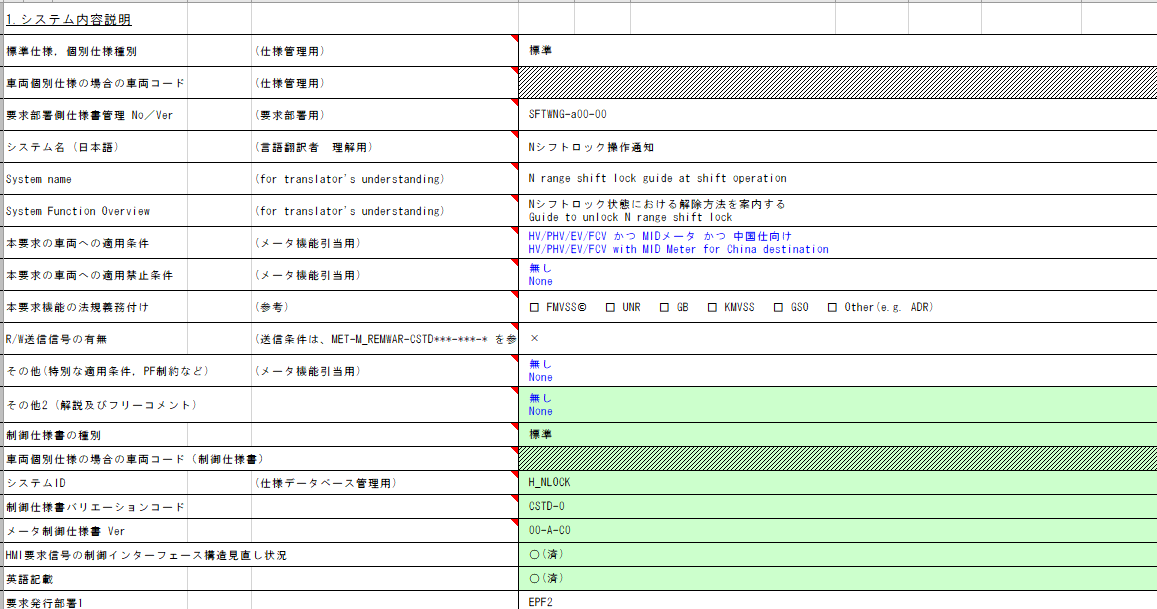 1.システム内容説明
標準仕様，個別仕様種別 (仕様管理用) 標準
車両個別仕様の場合の車両コード (仕様管理用)
要求部署側仕様書管理 No／Ver (要求部署用) SFTWNG-a00-00
システム名（日本語） (言語翻訳者　理解用) Nシフトロック操作通知
System name (for translator's understanding) N range shift lock guide at shift operation
System Function Overview (for translator's understanding) Nシフトロック状態における解除方法を案内する
Guide to unlock N range shift lock
本要求の車両への適用条件 (メータ機能引当用) HV/PHV/EV/FCV かつ MIDメータ かつ 中国仕向け
HV/PHV/EV/FCV with MID Meter for China destination
本要求の車両への適用禁止条件 (メータ機能引当用) 無し
None
本要求機能の法規義務付け (参考) □ FMVSS© □ UNR □ GB □ KMVSS □ GSO □ Other(e.g. ADR)
R/W送信信号の有無 (送信条件は、MET-M_REMWAR-CSTD***-***-* を参 ×
その他(特別な適用条件，PF制約など) (メータ機能引当用) 無し
None
その他2（解説及びフリーコメント） 無し
None
制御仕様書の種別 標準
車両個別仕様の場合の車両コード（制御仕様書）
システムID (仕様データベース管理用) H_NLOCK
制御仕様書バリエーションコード CSTD-0
メータ制御仕様書 Ver 00-A-C0
HMI要求信号の制御インターフェース構造見直し状況 ○(済)
英語記載 ○(済)
要求発行部署1 EPF2